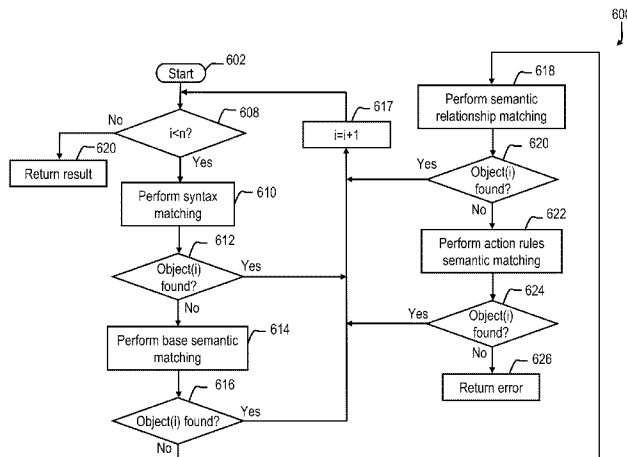 600
602
Start
608
No
i<n?
620
Return result
Yes
610
Perform syntax
matching
612
Object(i)
found?
Yes
No
614
Perform base semantic
matching
616
Object(i) found?
Yes
No
617
i=i+1
618
Perform semantic
relationship matching
620
Yes
Object(i)
found?
No
622
Perform action rules
semantic matching
624
Yes
Object(i)
found?
No
626
Return error